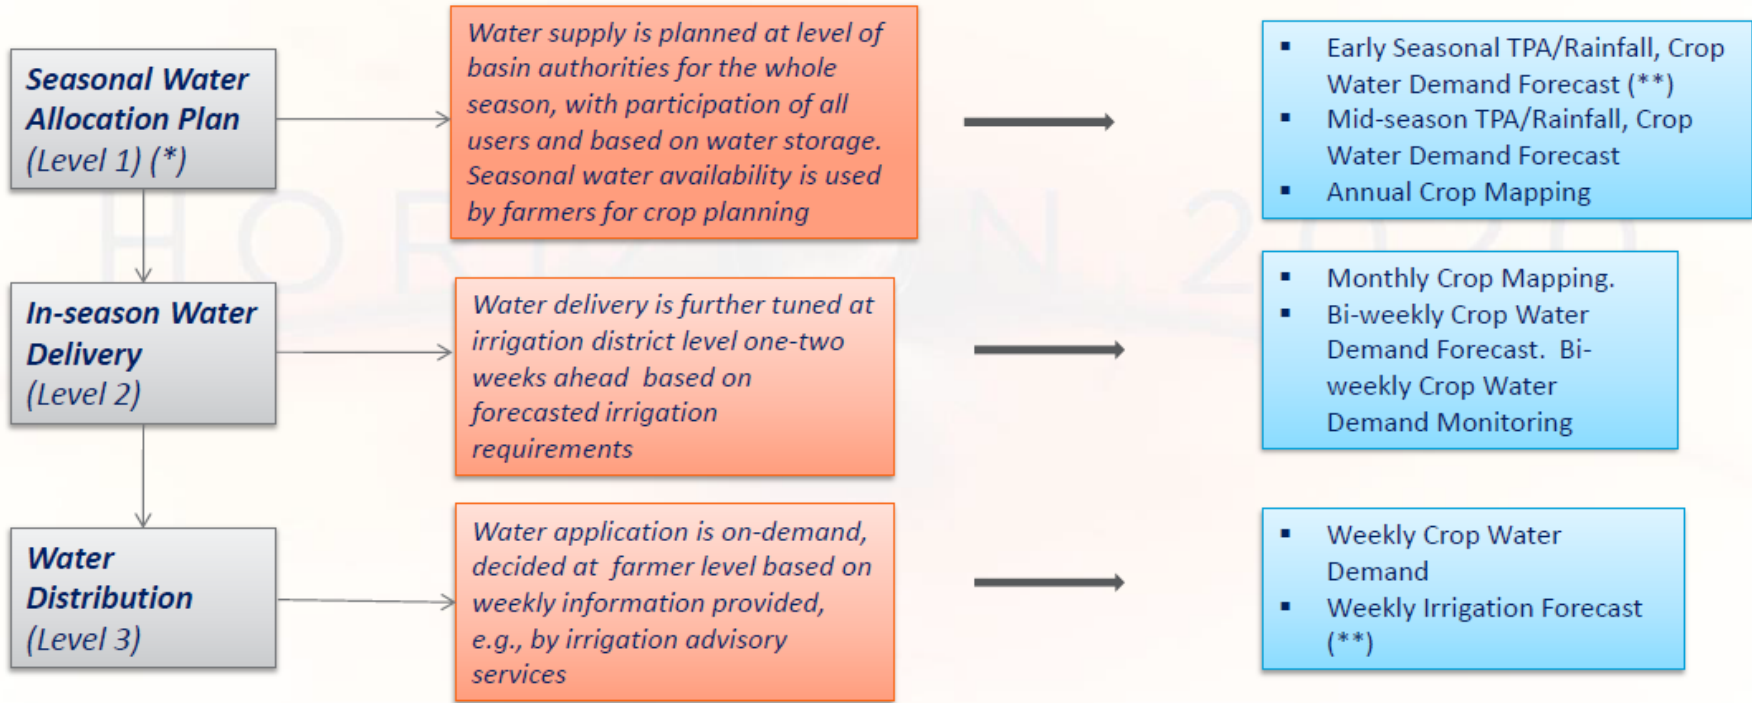 Seasonal Water
Allocation Plan
(Level 1) (*)
Water supply is planned at level of
basin authorities for the whole
season, with participation of all
users and based on water storage.
Seasonal water availability is used
by farmers for crop planning
▪ Early Seasonal TPA/Rainfall, Crop
Water Demand Forecast (**)
▪ Mid-season TPA/Rainfall, Crop
Water Demand Forecast
▪ Annual Crop Mapping
HORIZON 2020
In-season Water
Delivery
(Level 2)
Water delivery is further tuned at
irrigation district level one-two
weeks ahead based on
forecasted irrigation
requirements
▪ Monthly Crop Mapping.
▪ Bi-weekly Crop Water
Demand Forecast. Bi-
weekly Crop Water
Demand Monitoring
Water
Distribution
(Level 3)
Water application is on-demand,
decided at farmer level based on
weekly information provided,
e.g., by irrigation advisory
services
▪ Weekly Crop Water
Demand
▪ Weekly Irrigation Forecast
(**)